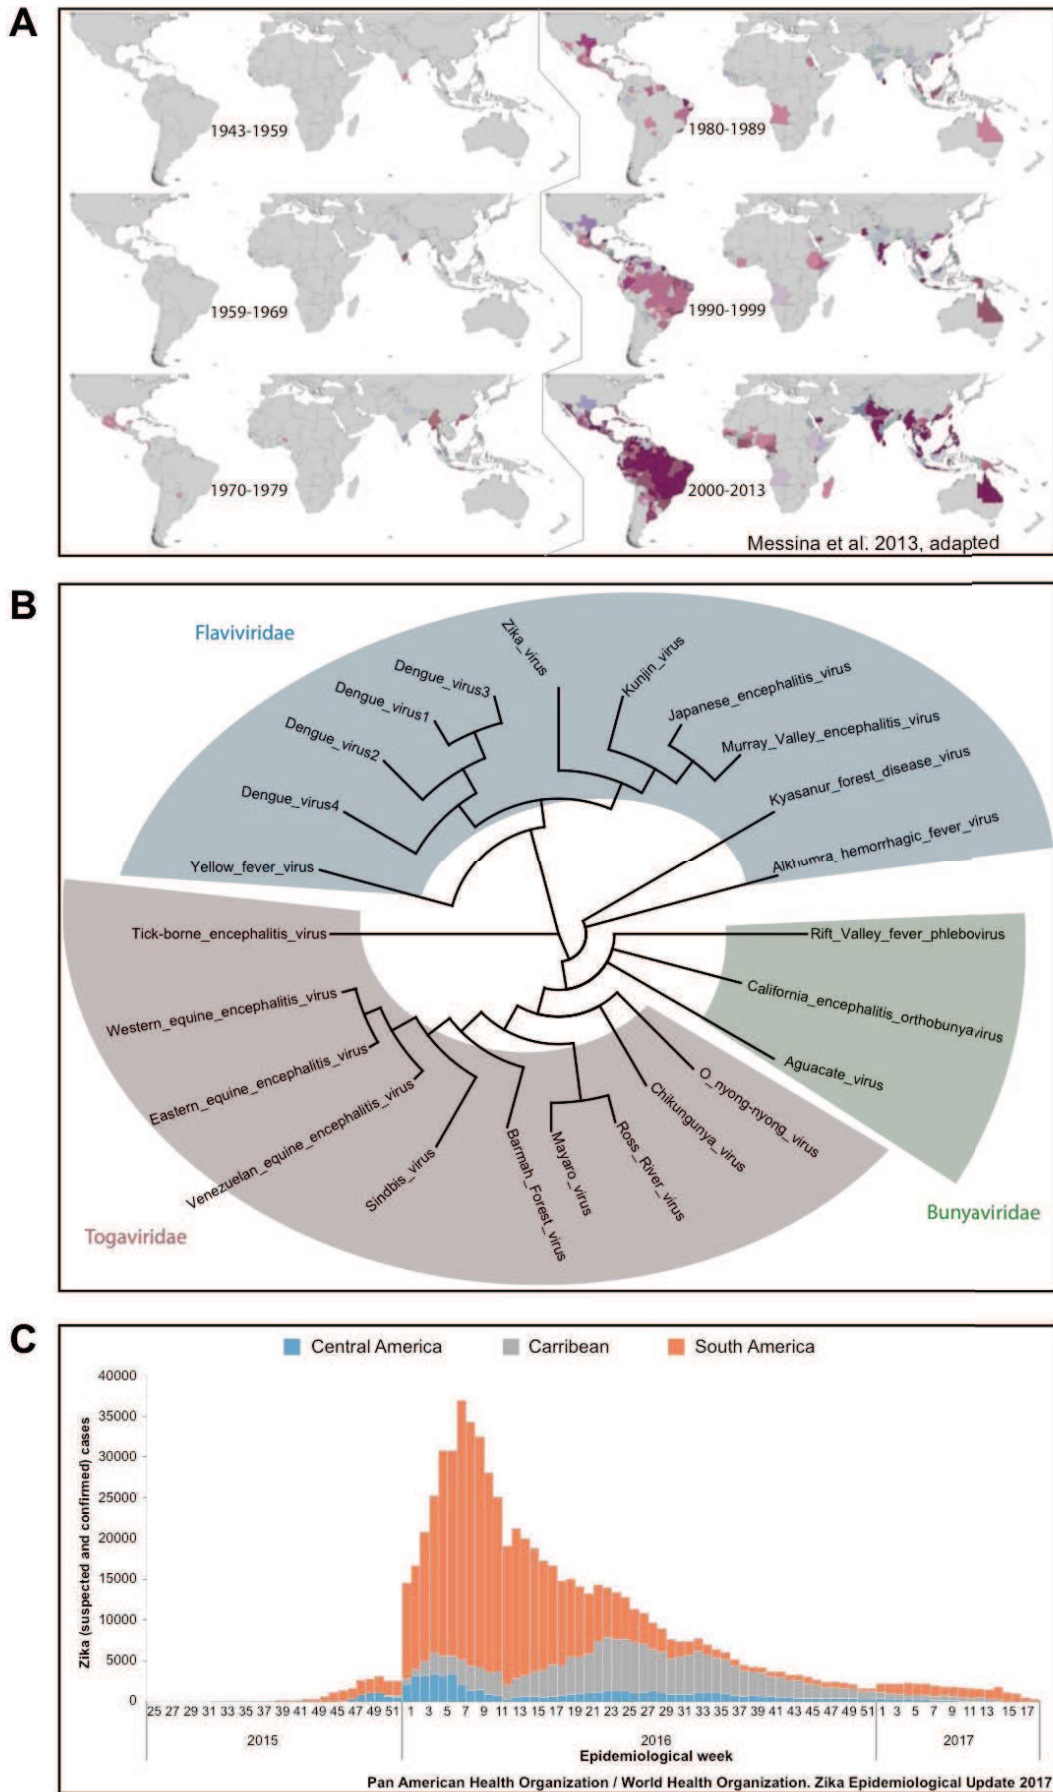 A
1943-1959
1980-1989
1959-1969
1990-1999
1970-1979
2000-2013
Messina et al. 2013, adapted
B
Flaviviridae
Zika_virus
Kunjin_virus
Dengue_virus3
Japanese_encephalitis_virus
Dengue_virus1
Murray_Valley_encephalitis_virus
Dengue_virus2
Kyasanur_forest_disease_virus
Dengue_virus4
Alkhumra_hemorrhagic_fever_virus
Yellow_fever_virus
Tick-borne_encephalitis_virus
Rift_Valley_fever_phlebovirus
Western_equine_encephalitis_virus
California_encephalitis_orthobunyavirus
Eastern_equine_encephalitis_virus
Aguacate_virus
Venezuelan_equine_encephalitis_virus
O_nyong-nyong_virus
Chikungunya_virus
Sindbis_virus
Barmah_Forest_virus
Mayaro_virus
Ross_River_virus
Togaviridae
Bunyaviridae
C
Central America Carribean South America
40000
35000
30000
25000
20000
15000
10000
5000
0
Zika (suspected and confirmed) cases
25 27 29 31 33 35 37 39 41 49 45 47 49 51 1 3 5 7 9 11 13 15 17 19 21 23 25 27 29 31 33 35 37 39 41 43 45 47 49 51 1 3 5 7 9 11 13 15 17
2015 2016 2017
Epidemiological week
Pan American Health Organization / World Health Organization. Zika Epidemiological Update 2017